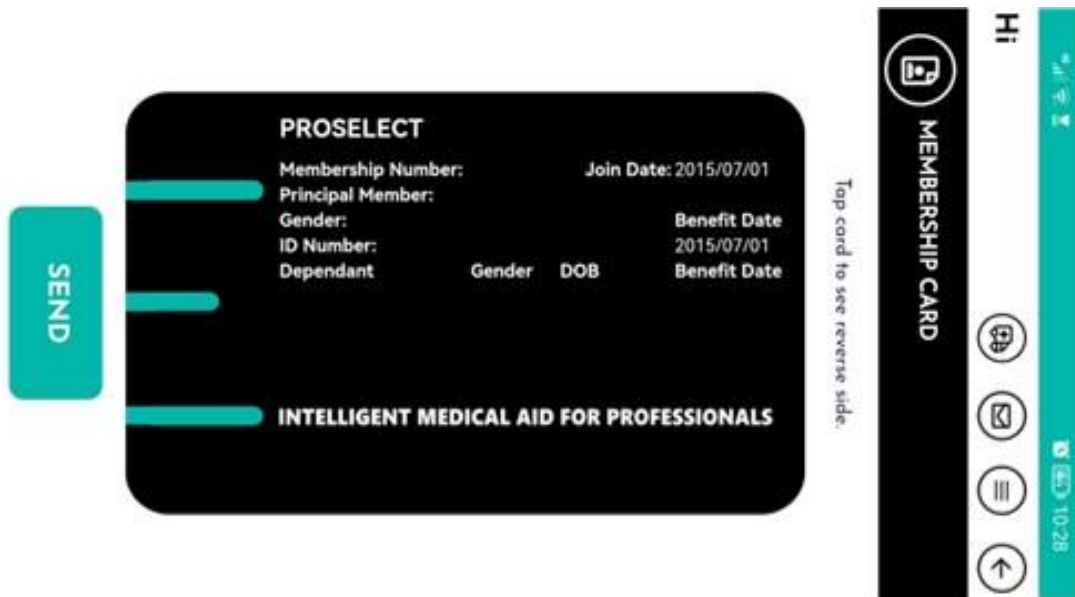 10:28
Hi
MEMBERSHIP CARD
Tap card to see reverse side.
PROSELECT
Membership Number: Join Date: 2015/07/01
Principal Member:
Gender: Benefit Date
ID Number: 2015/07/01
Dependant Gender DOB Benefit Date
INTELLIGENT MEDICAL AID FOR PROFESSIONALS
SEND